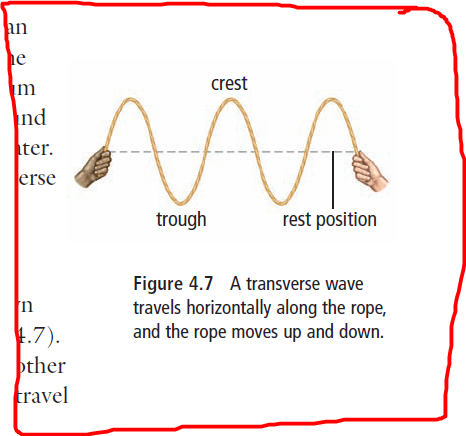 an
erse
4.7).
other
travel
crest
trough rest position
Figure 4.7 A transverse wave
travels horizontally along the rope,
and the rope moves up and down.